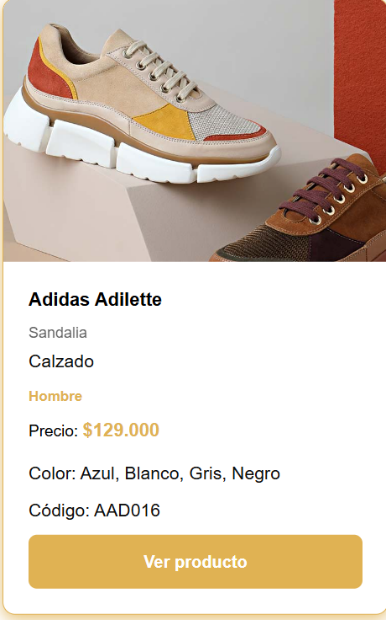 Adidas Adilette
Sandalia
Calzado
Hombre
Precio: $129.000
Color: Azul, Blanco, Gris, Negro
Código: AAD016
Ver producto